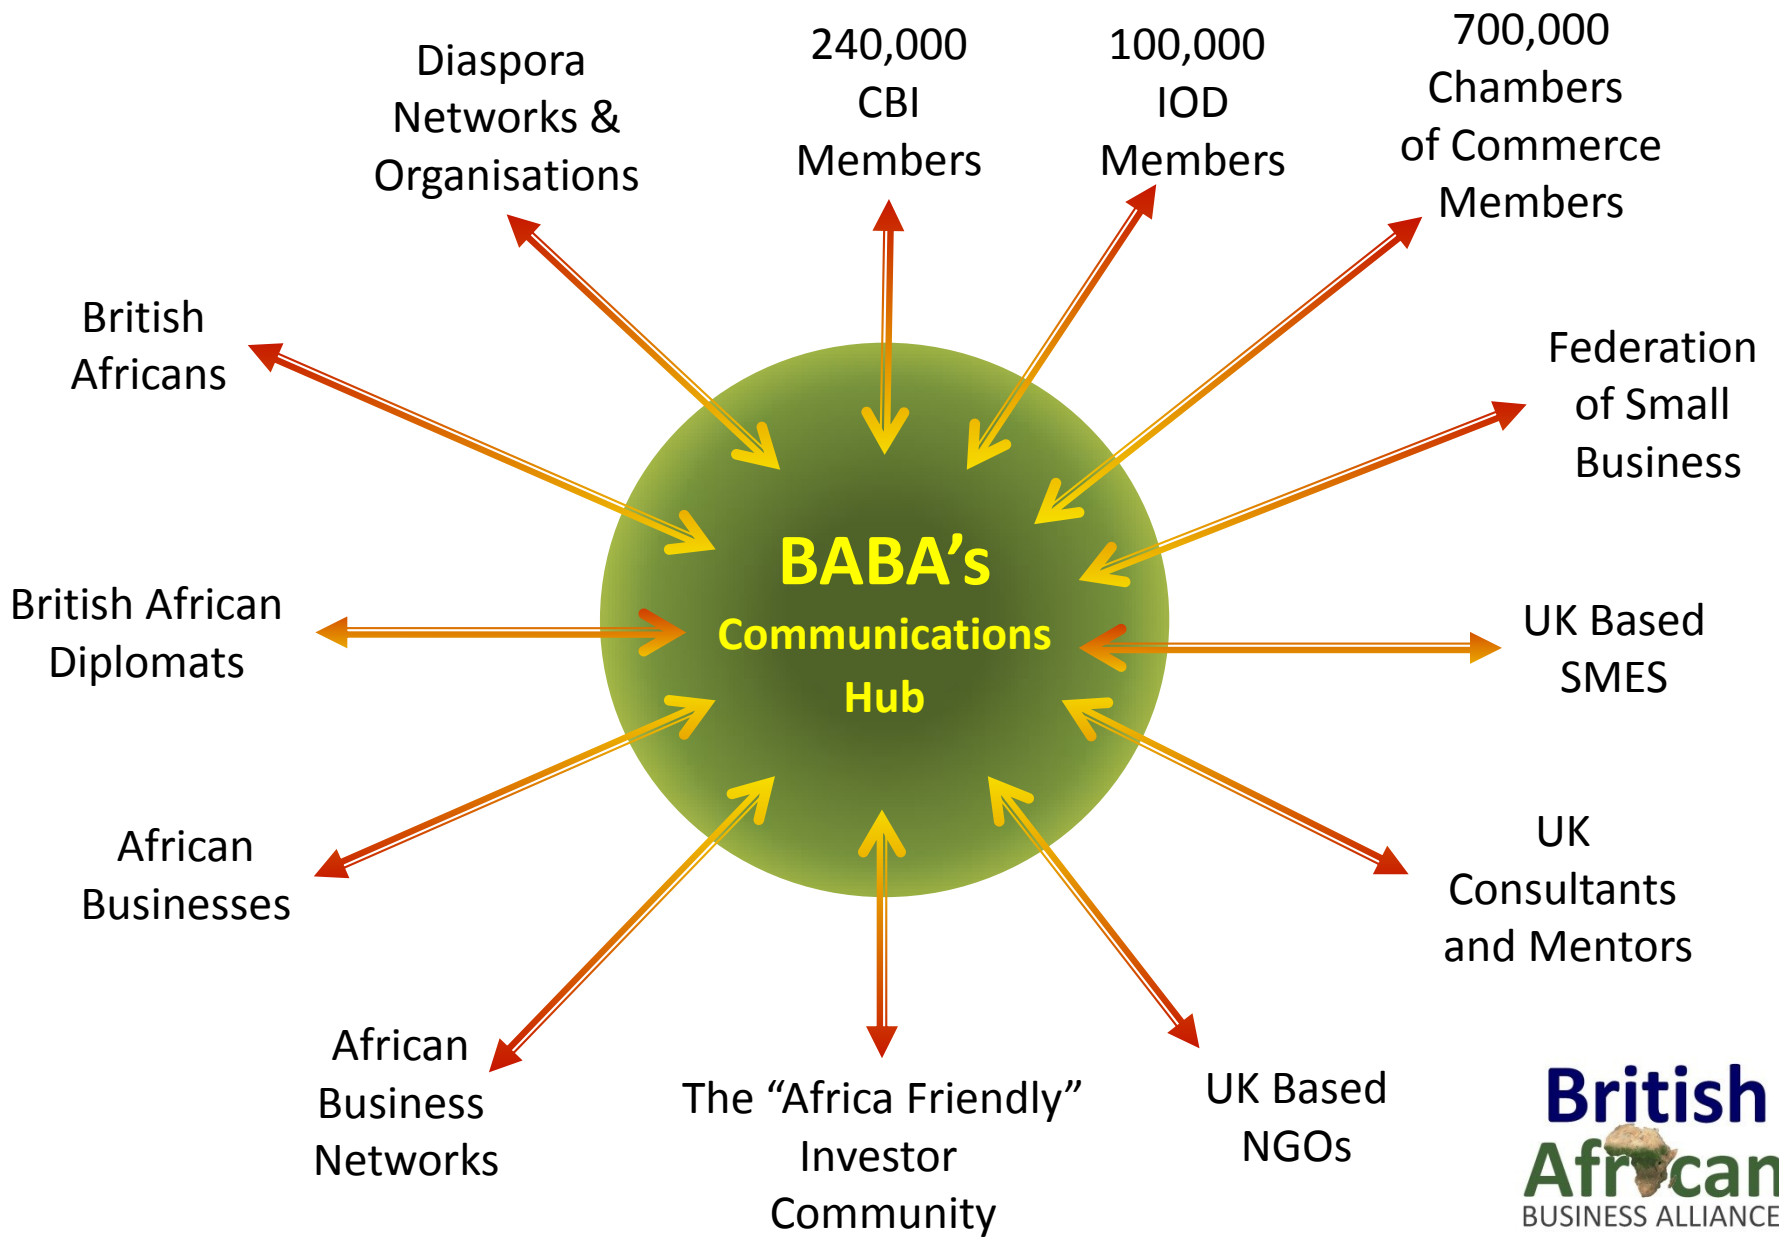 Diaspora
Networks &
Organisations
240,000
CBI
Members
100,000
IOD
Members
700,000
Chambers
of Commerce
Members
British
Africans
Federation
of Small
Business
BABA’s
Communications
Hub
British African
Diplomats
UK Based
SMES
African
Businesses
UK
Consultants
and Mentors
African
Business
Networks
The “Africa Friendly”
Investor
Community
UK Based
NGOs
British
African
BUSINESS ALLIANCE